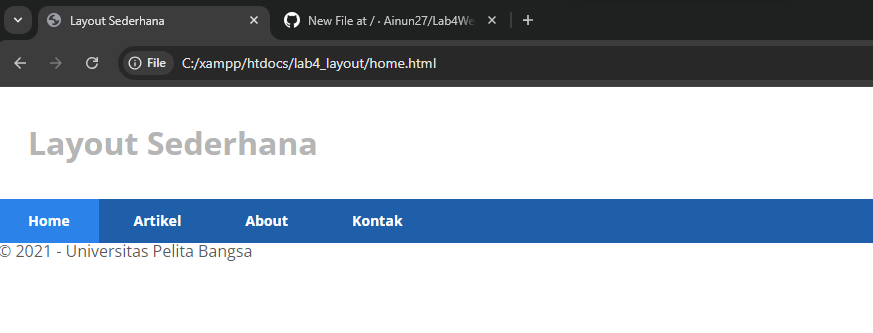 Layout Sederhana
New File at / · Ainun27/Lab4We
File C:/xampp/htdocs/lab4_layout/home.html
Layout Sederhana
Home Artikel About Kontak
© 2021 - Universitas Pelita Bangsa